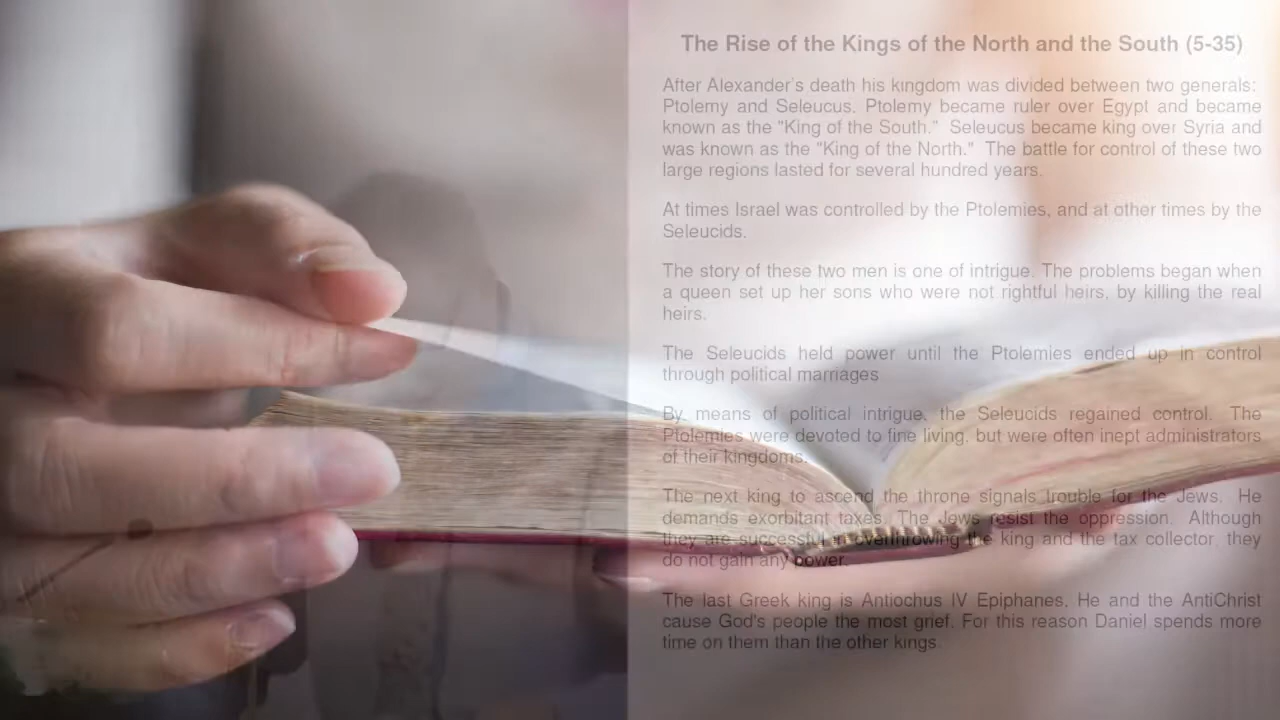 The Rise of the Kings of the North and the South (5-35)
After Alexander's death his kingdom was divided between two generals:
Ptolemy and Seleucus. Ptolemy became ruler over Egypt and became
known as the "King of the South." Seleucus became king over Syria and
was known as the "King of the North." The battle for control of these two
large regions lasted for several hundred years.
At times Israel was controlled by the Ptolemies, and at other times by the
Seleucids.
The story of these two men is one of intrigue. The problems began when
a queen set up her sons who were not rightful heirs, by killing the real
heirs.
The Seleucids held power until the Ptolemies ended up in control
through political marriages
By means of political intrigue, the Seleucids regained control. The
Ptolemies were devoted to fine living, but were often inept administrators
of their kingdoms.
The next king to ascend the throne signals trouble for the Jews. He
demands exorbitant taxes. The Jews resist the oppression. Although
they are successful in overthrowing the king and the tax collector, they
do not gain any power.
The last Greek king is Antiochus IV Epiphanes. He and the AntiChrist
cause God's people the most grief. For this reason Daniel spends more
time on them than the other kings.